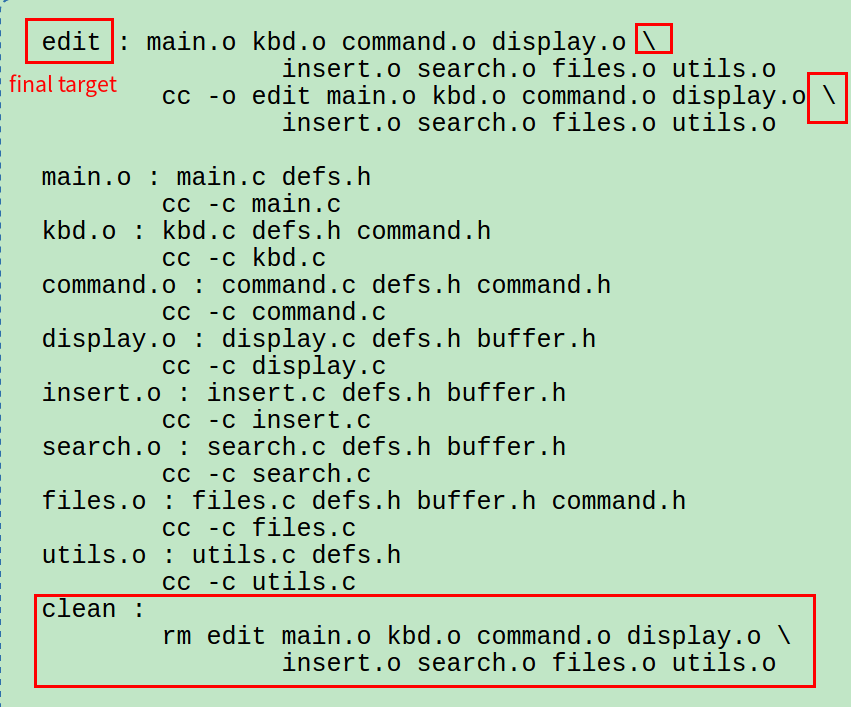 edit : main.o kbd.o command.o display.o \
final target
insert.o search.o files.o utils.o
cc -o edit main.o kbd.o command.o display.o \
insert.o search.o files.o utils.o
main.o : main.c defs.h
cc -c main.c
kbd.o : kbd.c defs.h command.h
cc -c kbd.c
command.o : command.c defs.h command.h
cc -c command.c
display.o : display.c defs.h buffer.h
cc -c display.c
insert.o : insert.c defs.h buffer.h
cc -c insert.c
search.o : search.c defs.h buffer.h
cc -c search.c
files.o : files.c defs.h buffer.h command.h
cc -c files.c
utils.o : utils.c defs.h
cc -c utils.c
clean :
rm edit main.o kbd.o command.o display.o \
insert.o search.o files.o utils.o